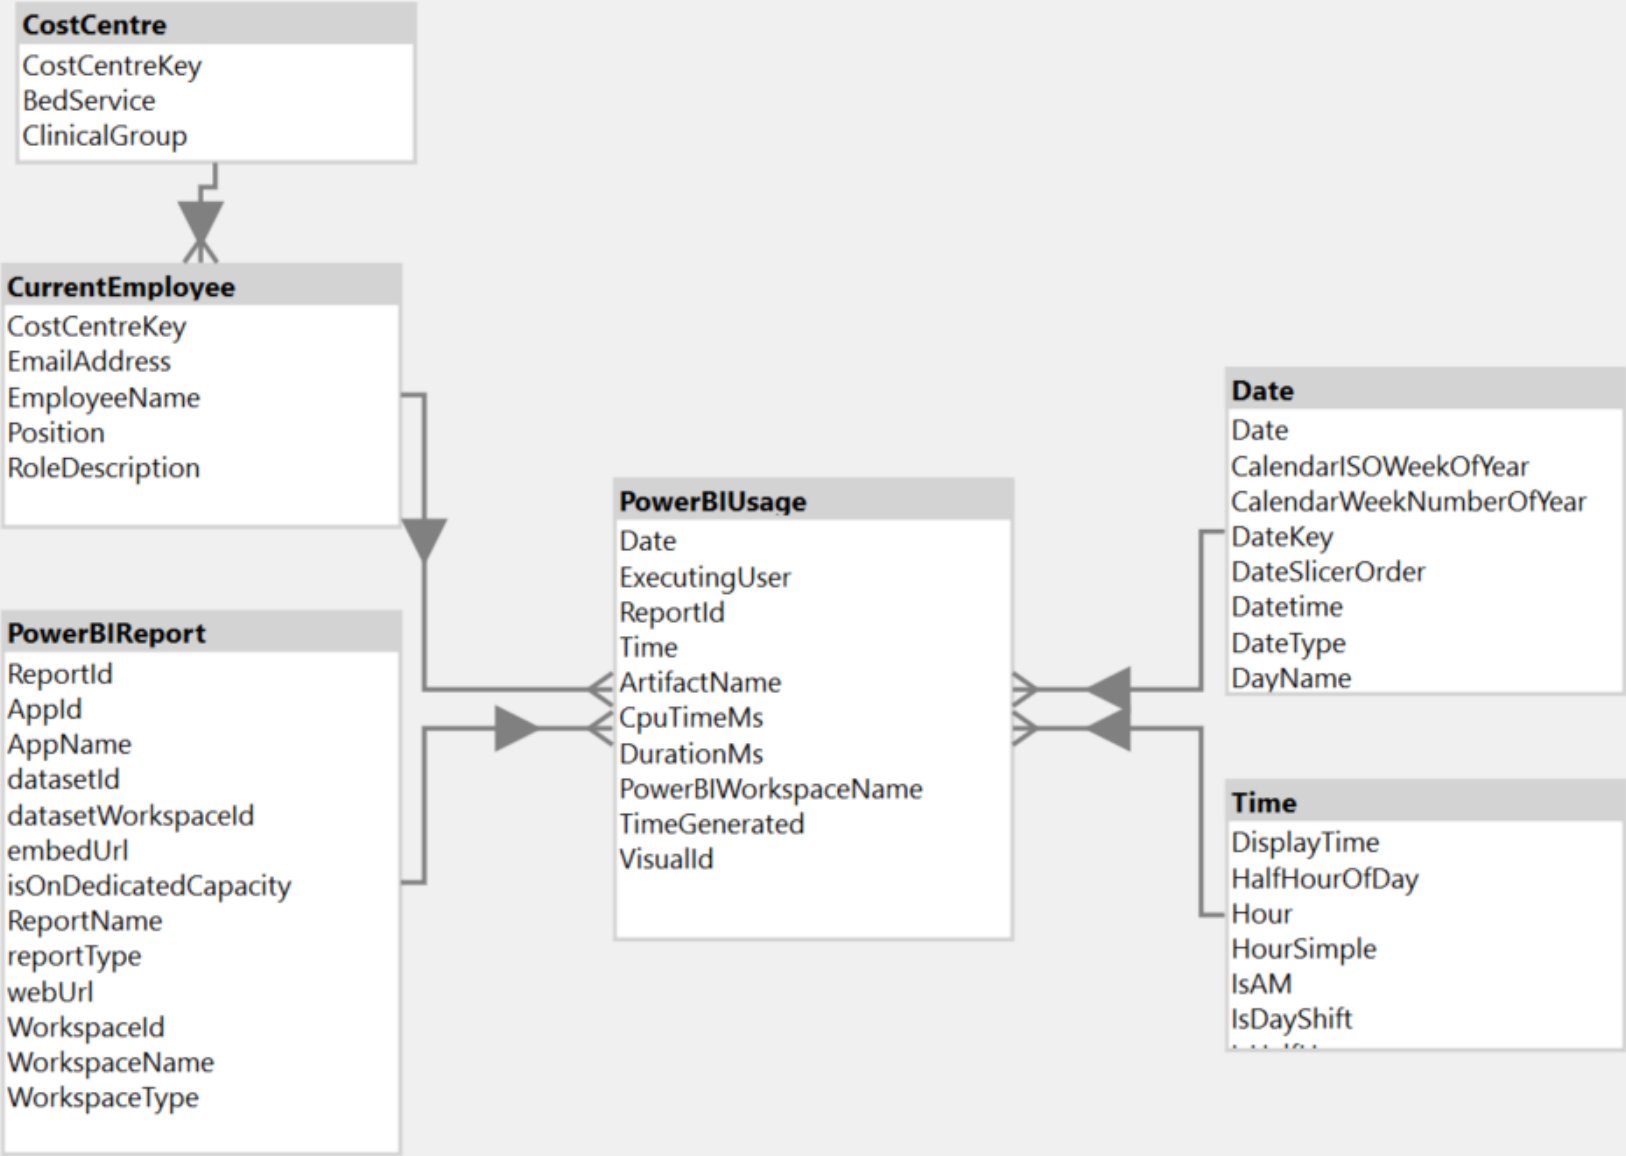 CostCentre
CostCentreKey
BedService
ClinicalGroup
CurrentEmployee
CostCentreKey
EmailAddress
EmployeeName
Position
RoleDescription
PowerBIReport
ReportId
AppId
AppName
datasetId
datasetWorkspaceId
embedUrl
isOnDedicatedCapacity
ReportName
reportType
webUrl
WorkspaceId
WorkspaceName
WorkspaceType
PowerBIUsage
Date
ExecutingUser
ReportId
Time
ArtifactName
CpuTimeMs
DurationMs
PowerBIWorkspaceName
TimeGenerated
VisualId
Date
Date
CalendarISOWeekOfYear
CalendarWeekNumberOfYear
DateKey
DateSlicerOrder
Datetime
DateType
DayName
Time
DisplayTime
HalfHourOfDay
Hour
HourSimple
IsAM
IsDayShift